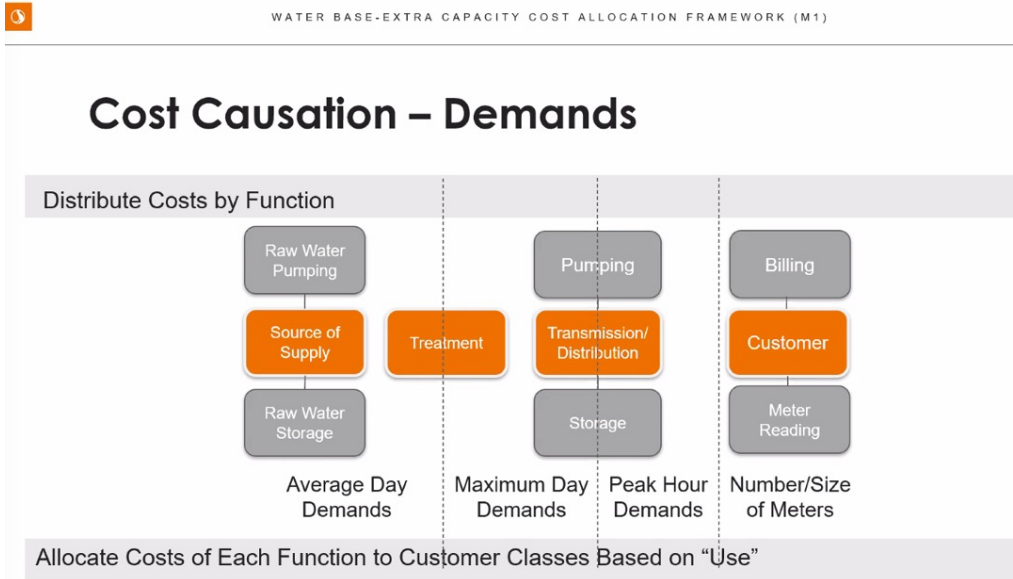 WATER BASE-EXTRA CAPACITY COST ALLOCATION FRAMEWORK (M1)
Cost Causation – Demands
Distribute Costs by Function
Raw Water
Pumping
Pumping
Billing
Source of
Supply
Treatment
Transmission/
Distribution
Customer
Raw Water
Storage
Storage
Meter
Reading
Average Day
Demands
Maximum Day
Demands
Peak Hour
Demands
Number/Size
of Meters
Allocate Costs of Each Function to Customer Classes Based on “Use”